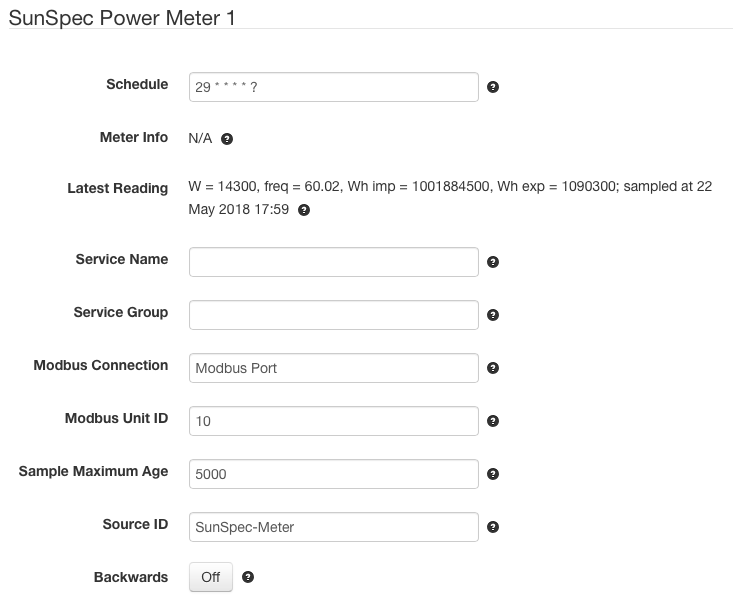 SunSpec Power Meter 1
Schedule 29 * * * * ? ?
Meter Info N/A ?
Latest Reading W = 14300, freq = 60.02, Wh imp = 1001884500, Wh exp = 1090300; sampled at 22
May 2018 17:59 ?
Service Name ?
Service Group ?
Modbus Connection Modbus Port ?
Modbus Unit ID 10 ?
Sample Maximum Age 5000 ?
Source ID SunSpec-Meter ?
Backwards Off ?